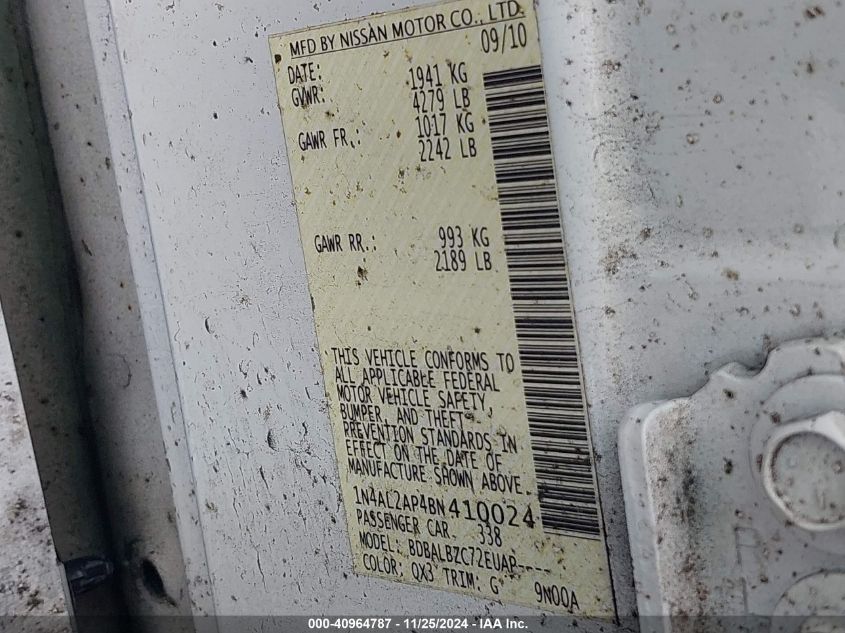 MFD BY NISSAN MOTOR CO., LTD.
DATE: 09/10
GVWR: 1941 KG
4279 LB
GAWR FR.: 1017 KG
2242 LB
GAWR RR.: 993 KG
2189 LB
THIS VEHICLE CONFORMS TO
ALL APPLICABLE FEDERAL
MOTOR VEHICLE SAFETY,
BUMPER, AND THEFT
PREVENTION STANDARDS IN
EFFECT ON THE DATE OF
MANUFACTURE SHOWN ABOVE.
1N4AL2AP4BN410024
PASSENGER CAR 338
MODEL: BDBALBZC72EUAP----
COLOR: QX3 TRIM: G 9N00A
000-40964787 - 11/25/2024 - IAA Inc.